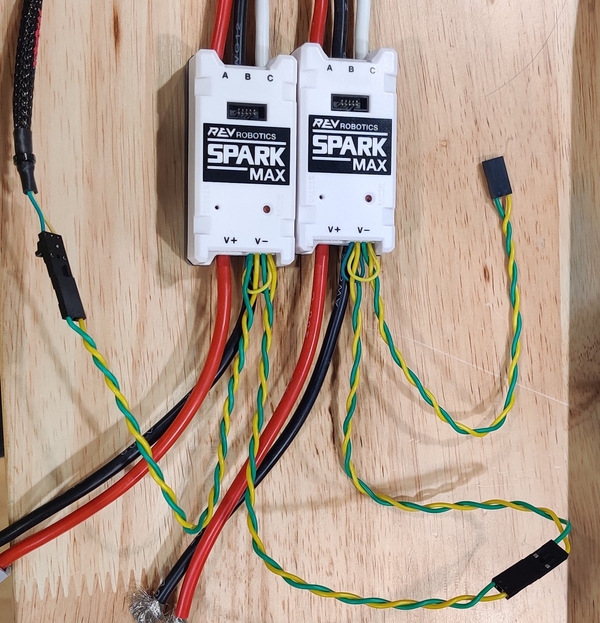 A B C
REV ROBOTICS
SPARK
MAX
V+ V-
A B C
REV ROBOTICS
SPARK
MAX
V+ V-